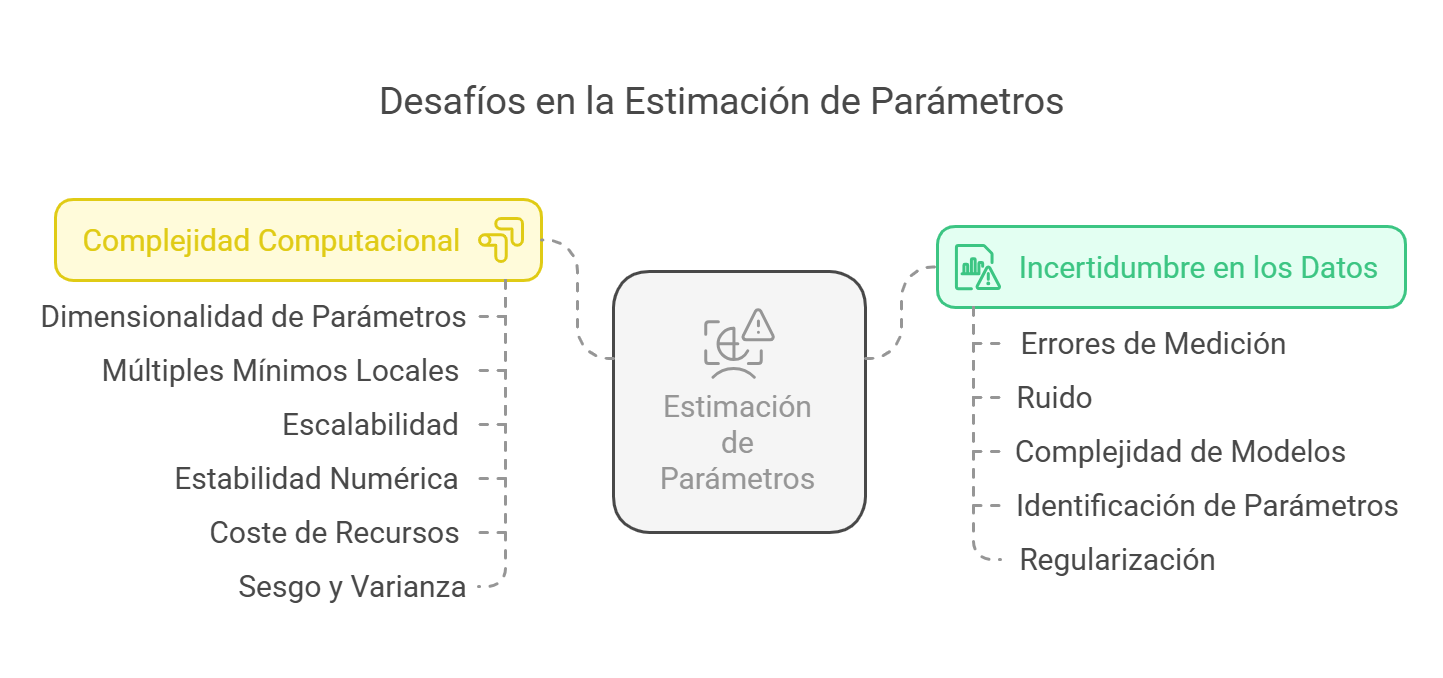 Desafíos en la Estimación de Parámetros
Complejidad Computacional
Dimensionalidad de Parámetros
Múltiples Mínimos Locales
Escalabilidad
Estabilidad Numérica
Coste de Recursos
Sesgo y Varianza
Estimación
de
Parámetros
Incertidumbre en los Datos
Errores de Medición
Ruido
Complejidad de Modelos
Identificación de Parámetros
Regularización